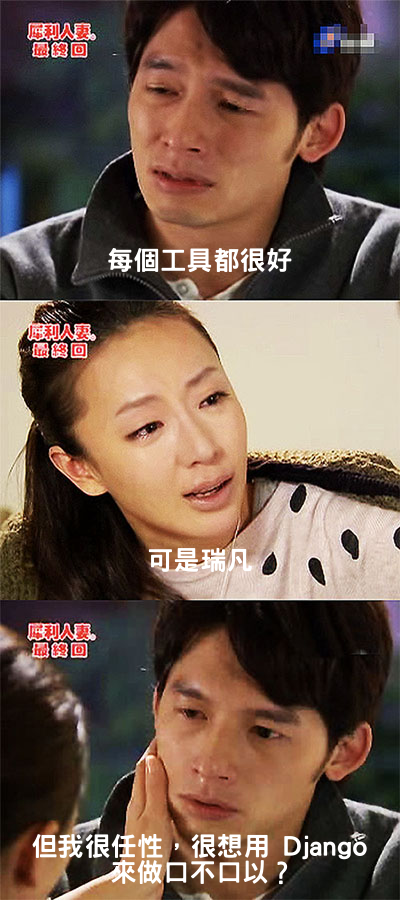 犀利人妻。
最終回
每個工具都很好
犀利人妻。
最終回
可是瑞凡
犀利人妻。
最終回
但我很任性，很想用 Django
來做口不口以？